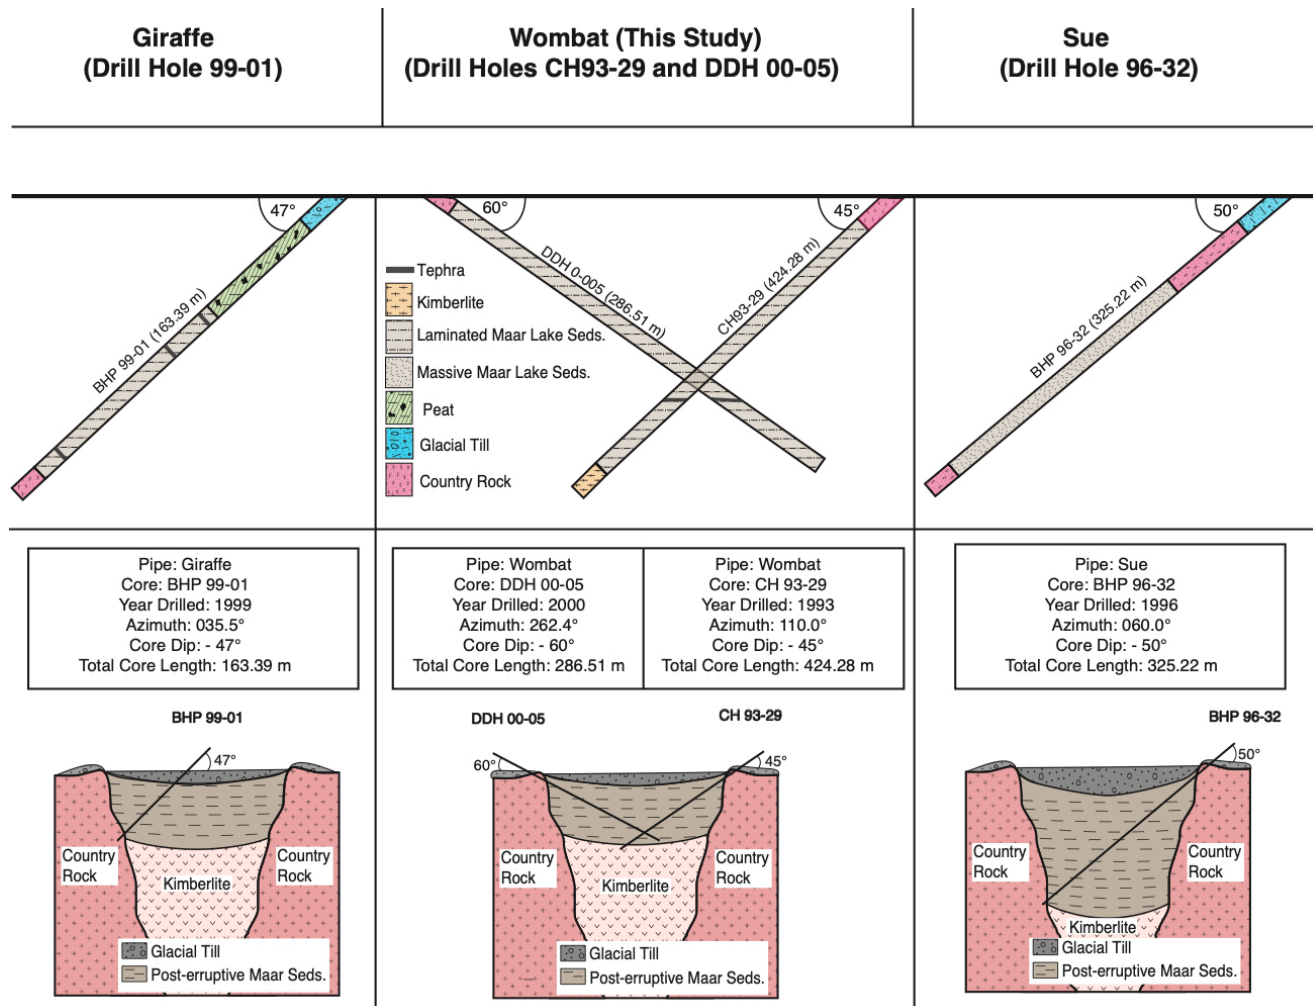 Giraffe
(Drill Hole 99-01)
Wombat (This Study)
(Drill Holes CH93-29 and DDH 00-05)
Sue
(Drill Hole 96-32)
47°
BHP 99-01 (163.39 m)
60°
45°
DDH 0-005 (286.51 m)
CH93-29 (424.28 m)
Tephra
Kimberlite
Laminated Maar Lake Seds.
Massive Maar Lake Seds.
Peat
Glacial Till
Country Rock
50°
BHP 96-32 (325.22 m)
Pipe: Giraffe
Core: BHP 99-01
Year Drilled: 1999
Azimuth: 035.5°
Core Dip: - 47°
Total Core Length: 163.39 m
Pipe: Wombat
Core: DDH 00-05
Year Drilled: 2000
Azimuth: 262.4°
Core Dip: - 60°
Total Core Length: 286.51 m
Pipe: Wombat
Core: CH 93-29
Year Drilled: 1993
Azimuth: 110.0°
Core Dip: - 45°
Total Core Length: 424.28 m
Pipe: Sue
Core: BHP 96-32
Year Drilled: 1996
Azimuth: 060.0°
Core Dip: - 50°
Total Core Length: 325.22 m
BHP 99-01
47°
Country
Rock
Kimberlite
Country
Rock
Glacial Till
Post-erruptive Maar Seds.
DDH 00-05
CH 93-29
60°
45°
Country
Rock
Kimberlite
Country
Rock
Glacial Till
Post-erruptive Maar Seds.
BHP 96-32
50°
Country
Rock
Country
Rock
Kimberlite
Glacial Till
Post-erruptive Maar Seds.